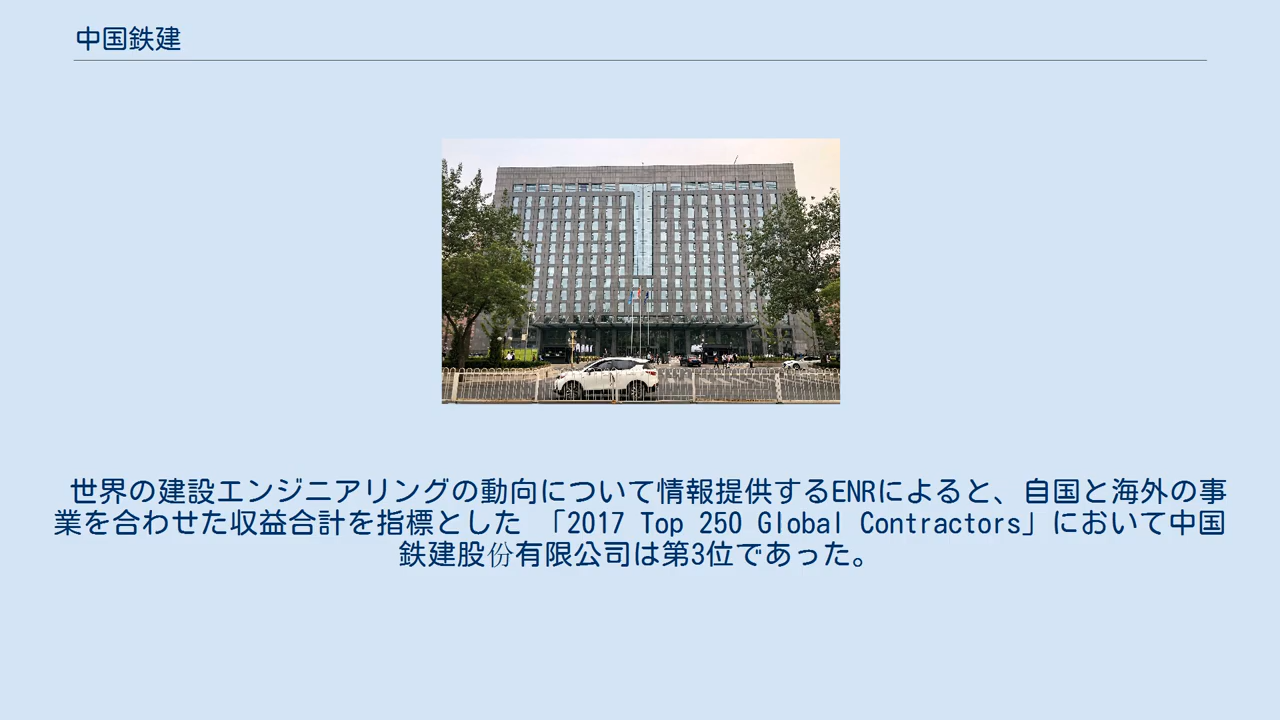 中国鉄建
世界の建設エンジニアリングの動向について情報提供するENRによると、自国と海外の事
業を合わせた収益合計を指標とした 「2017 Top 250 Global Contractors」において中国
鉄建股份有限公司は第3位であった。